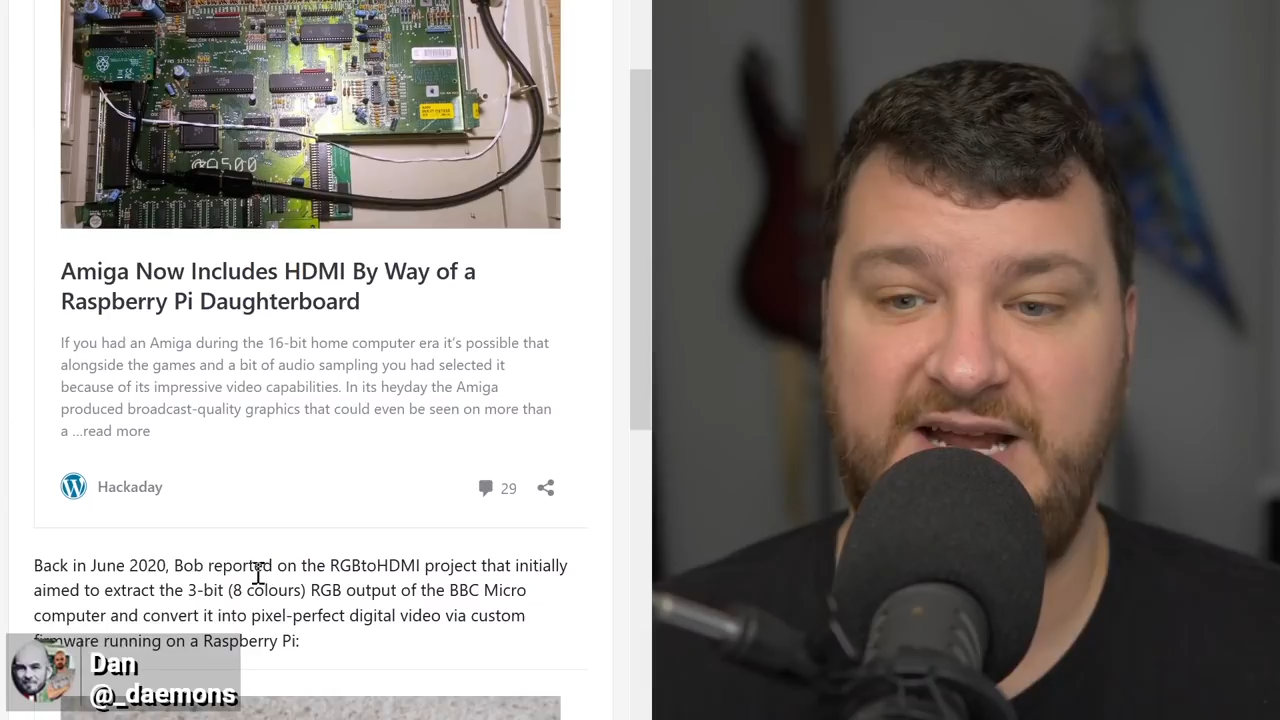 A500
Amiga Now Includes HDMI By Way of a
Raspberry Pi Daughterboard
If you had an Amiga during the 16-bit home computer era it’s possible that
alongside the games and a bit of audio sampling you had selected it
because of its impressive video capabilities. In its heyday the Amiga
produced broadcast-quality graphics that could even be seen on more than
a ...read more
Hackaday
29
Back in June 2020, Bob reported on the RGBtoHDMI project that initially
aimed to extract the 3-bit (8 colours) RGB output of the BBC Micro
computer and convert it into pixel-perfect digital video via custom
firmware running on a Raspberry Pi:
Dan
@_daemons